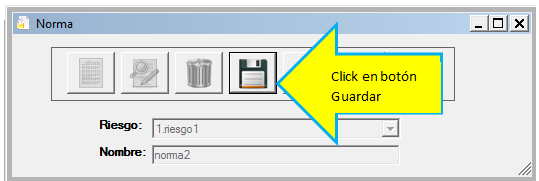 Norma
Click en botón
Guardar
Riesgo: 1.riesgo1
Nombre: norma2